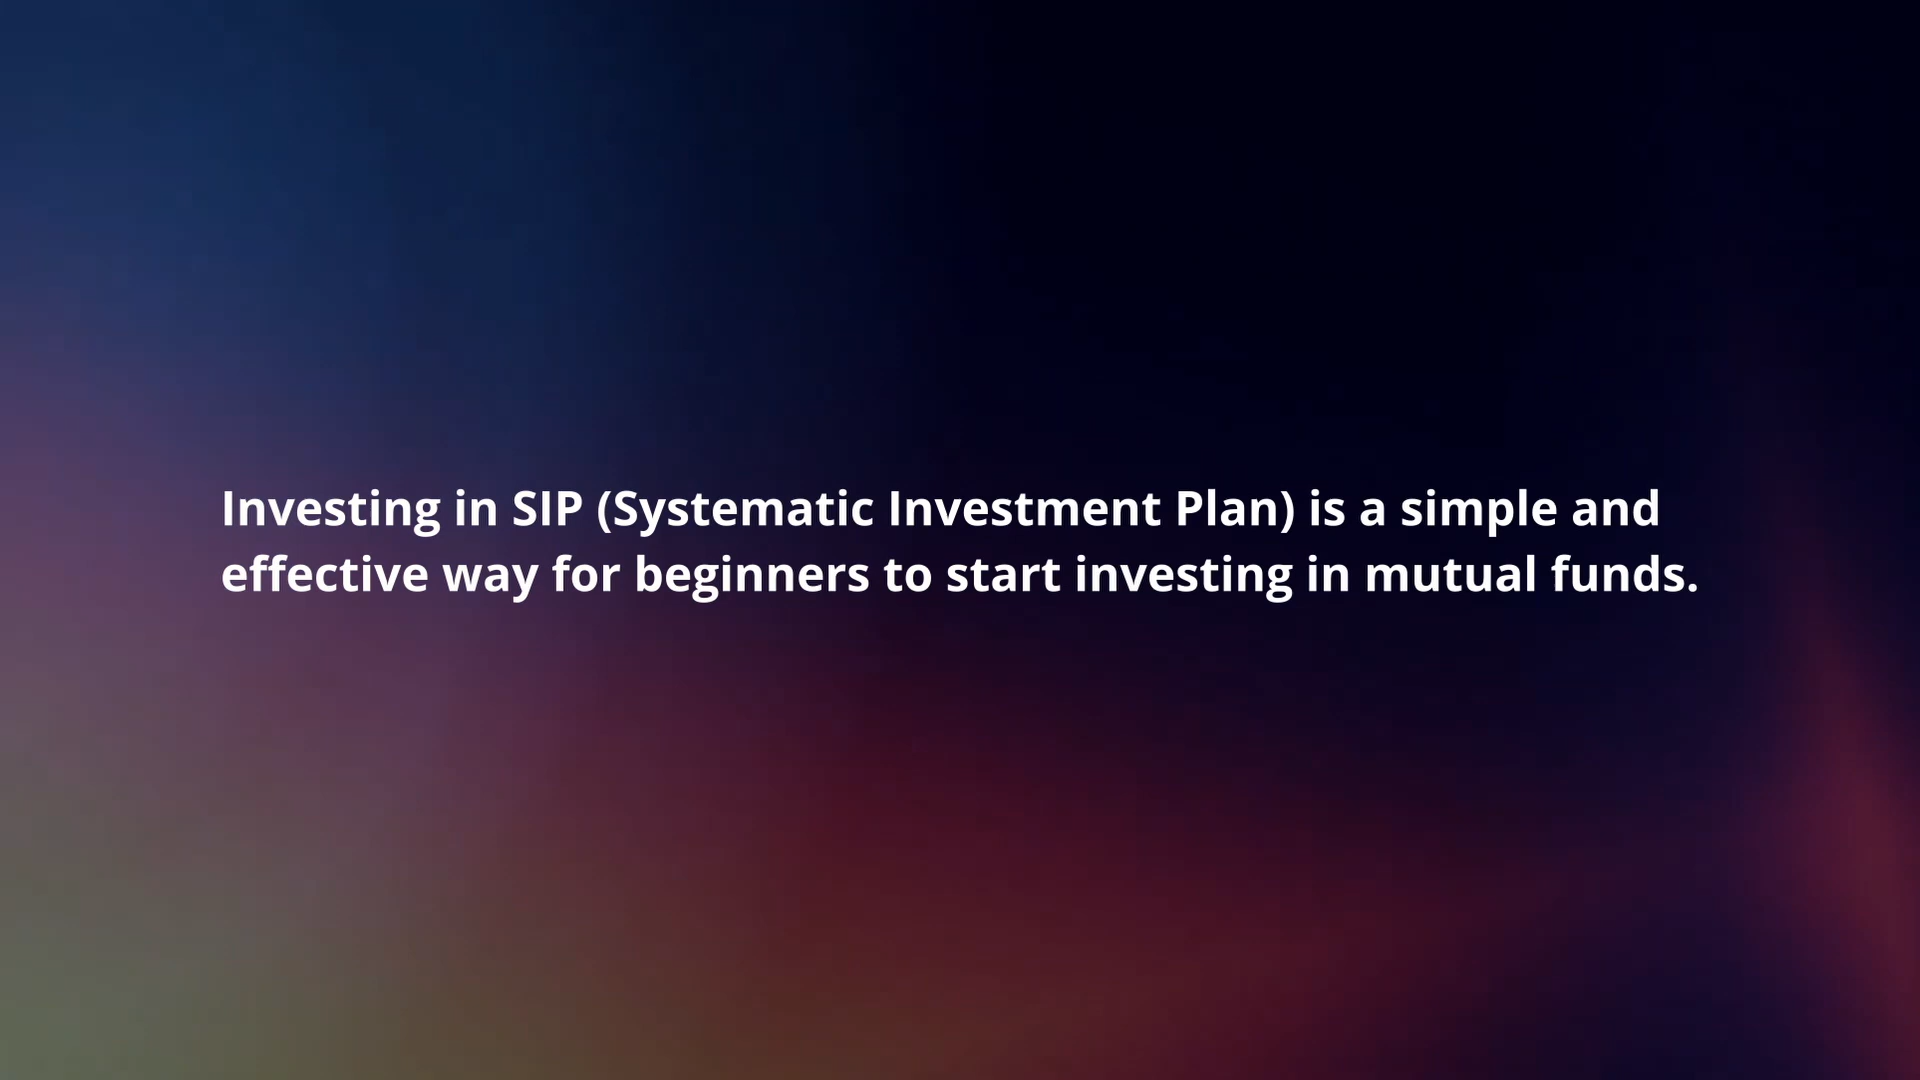 Investing in SIP (Systematic Investment Plan) is a simple and
effective way for beginners to start investing in mutual funds.